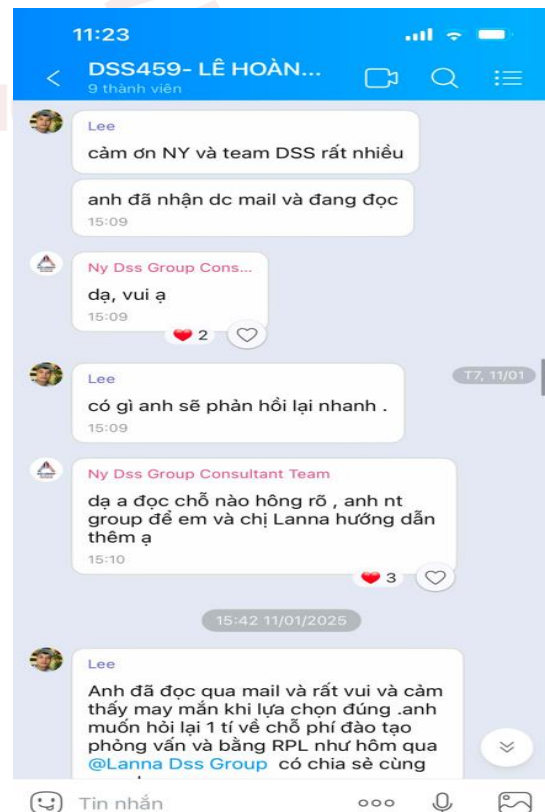 11:23
DSS459- LÊ HOÀN...
9 thành viên
Lee
cảm ơn NY và team DSS rất nhiều
anh đã nhận dc mail và đang đọc
15:09
Ny Dss Group Cons...
dạ, vui ạ
15:09
2
T7, 11/01
Lee
có gì anh sẽ phản hồi lại nhanh .
15:09
Ny Dss Group Consultant Team
dạ a đọc chỗ nào hông rõ , anh nt
group để em và chị Lanna hướng dẫn
thêm ạ
15:10
3
15:42 11/01/2025
Lee
Anh đã đọc qua mail và rất vui và cảm
thấy may mắn khi lựa chọn đúng .anh
muốn hỏi lại 1 tí về chỗ phí đào tạo
phỏng vấn và bằng RPL như hôm qua
@Lanna Dss Group có chia sẻ cùng
Tin nhắn